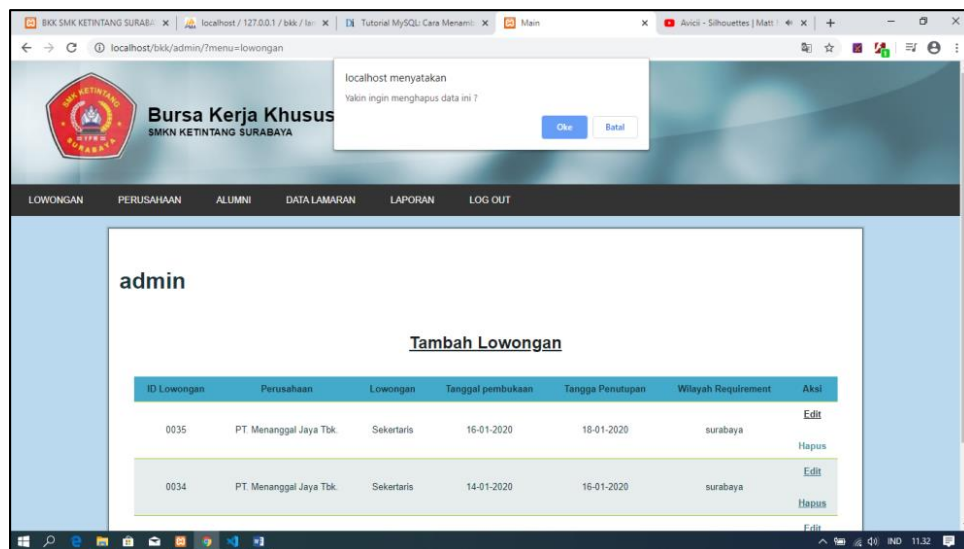 BKK SMK KETINTANG SURABA
localhost / 127.0.0.1 / bkk / la
Tutorial MySQL: Cara Menamb
Main
Avicii - Silhouettes | Matt
localhost/bkk/admin/?menu=lowongan
localhost menyatakan
Yakin ingin menghapus data ini ?
Oke Batal
SMK KETINTANG
SURABAYA
Bursa Kerja Khusus
SMKN KETINTANG SURABAYA
LOWONGAN PERUSAHAAN ALUMNI DATA LAMARAN LAPORAN LOG OUT
admin
Tambah Lowongan
ID Lowongan Perusahaan Lowongan Tanggal pembukaan Tangga Penutupan Wilayah Requirement Aksi
0035 PT. Menanggal Jaya Tbk. Sekertaris 16-01-2020 18-01-2020 surabaya Edit
Hapus
0034 PT. Menanggal Jaya Tbk. Sekertaris 14-01-2020 16-01-2020 surabaya Edit
Hapus
Edit
IND 11.32